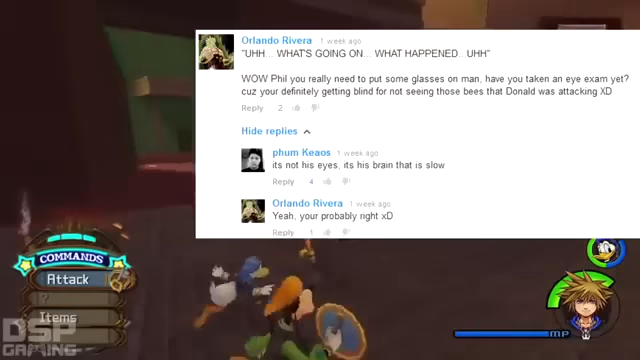 Orlando Rivera 1 week ago
"UHH... WHAT'S GOING ON... WHAT HAPPENED.. UHH"
WOW Phil you really need to put some glasses on man, have you taken an eye exam yet?
cuz your definitely getting blind for not seeing those bees that Donald was attacking XD
Reply 2
Hide replies
phum Keaos 1 week ago
its not his eyes, its his brain that is slow
Reply 4
Orlando Rivera 1 week ago
Yeah, your probably right xD
Reply 1
COMMANDS
Attack
?
Items
MP
DSP
GAMING